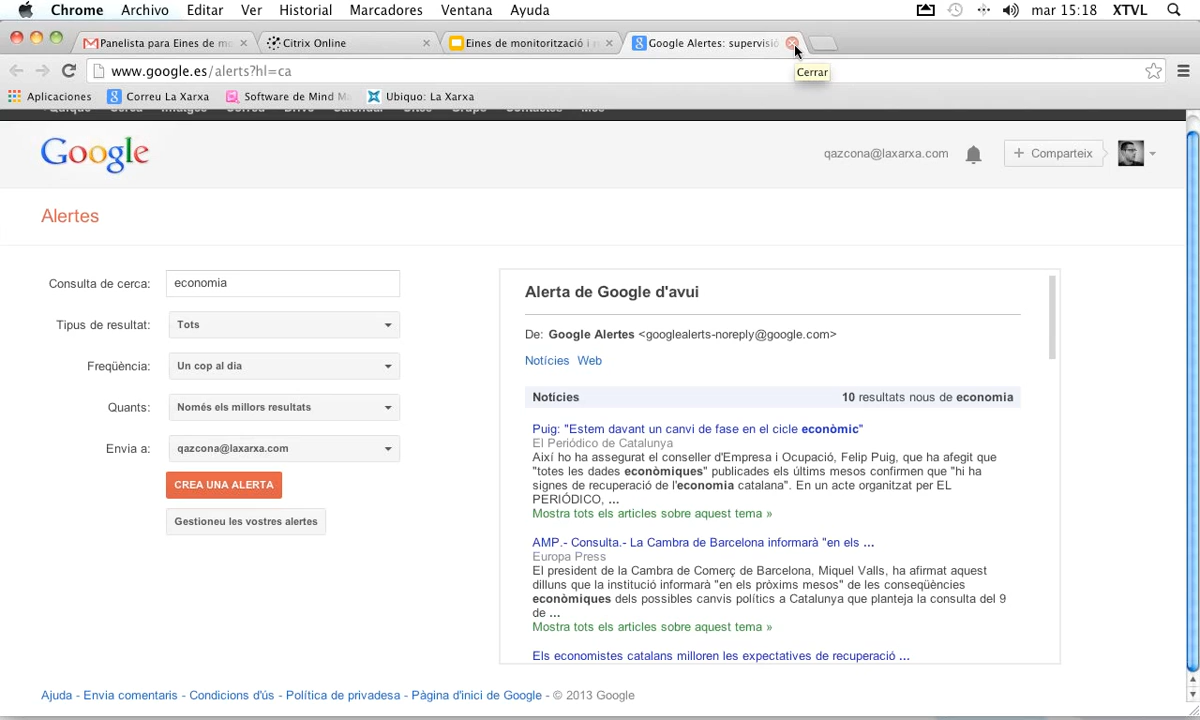 Chrome Archivo Editar Ver Historial Marcadores Ventana Ayuda mar 15:18 XTVL
Panelista para Eines de mo
Citrix Online
Eines de monitorització i r
Google Alertes: supervisió
www.google.es/alerts?hl=ca
Cerrar
Aplicaciones Correu La Xarxa Software de Mind M Ubiquo: La Xarxa
Google
qazcona@laxarxa.com
+ Comparteix
Alertes
Consulta de cerca: economia
Tipus de resultat: Tots
Freqüència: Un cop al dia
Quants: Només els millors resultats
Envia a: qazcona@laxarxa.com
CREA UNA ALERTA
Gestioneu les vostres alertes
Alerta de Google d'avui
De: Google Alertes <googlealerts-noreply@google.com>
Notícies Web
Notícies 10 resultats nous de economia
Puig: "Estem davant un canvi de fase en el cicle econòmic"
El Periódico de Catalunya
Així ho ha assegurat el conseller d'Empresa i Ocupació, Felip Puig, que ha afegit que
"totes les dades econòmiques" publicades els últims mesos confirmen que "hi ha
signes de recuperació de l'economia catalana". En un acte organitzat per EL
PERIÓDICO, ...
Mostra tots els articles sobre aquest tema »
AMP.- Consulta.- La Cambra de Barcelona informarà "en els ...
Europa Press
El president de la Cambra de Comerç de Barcelona, Miquel Valls, ha afirmat aquest
dilluns que la institució informarà "en els pròxims mesos" de les conseqüències
econòmiques dels possibles canvis polítics a Catalunya que planteja la consulta del 9
de ...
Mostra tots els articles sobre aquest tema »
Els economistes catalans milloren les expectatives de recuperació ...
Ajuda - Envia comentaris - Condicions d'ús - Política de privadesa - Pàgina d'inici de Google - © 2013 Google